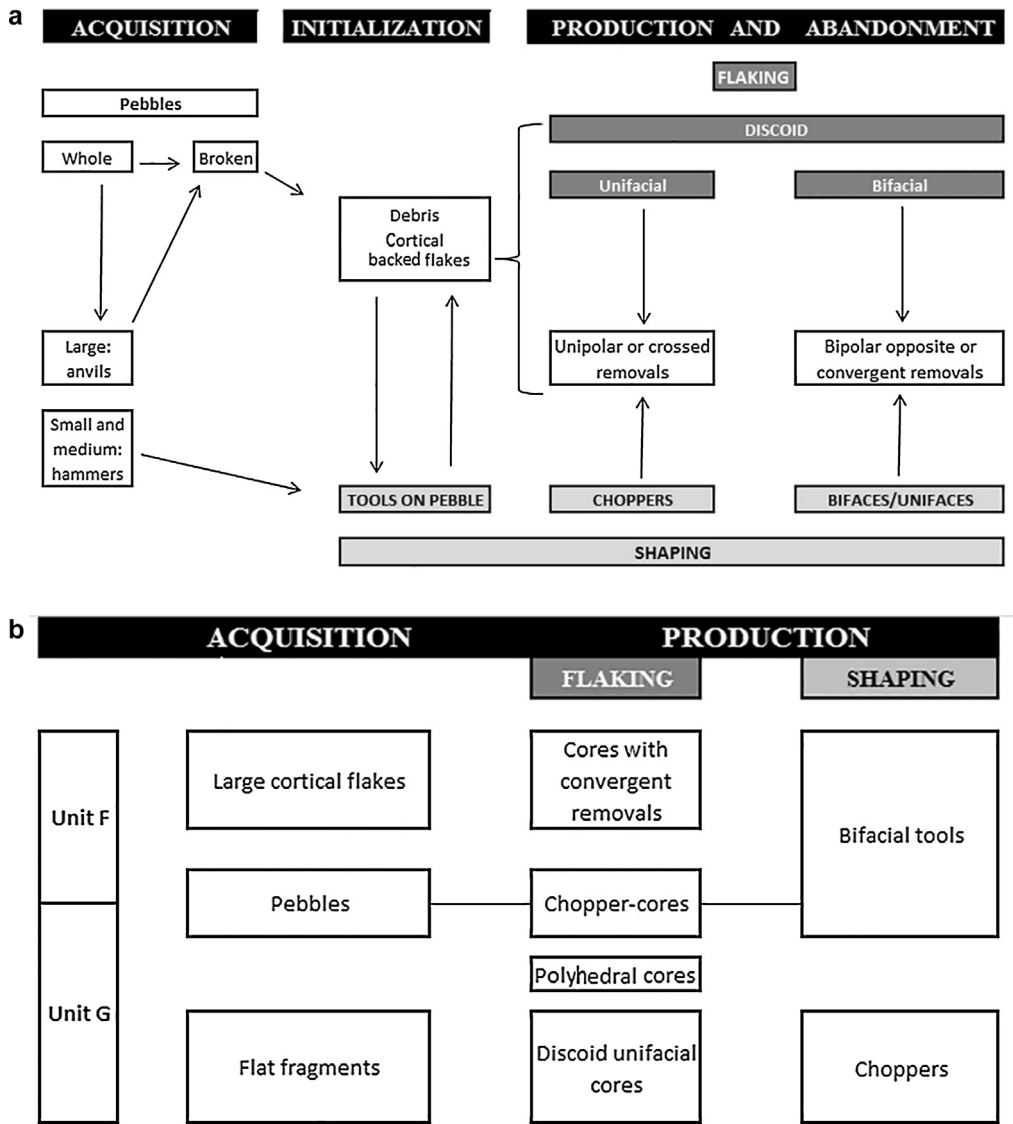 a
ACQUISITION
INITIALIZATION
PRODUCTION AND ABANDONMENT
FLAKING
Pebbles
DISCOID
Whole
Broken
Unifacial
Bifacial
Debris
Cortical
backed flakes
Large:
anvils
Unipolar or crossed
removals
Bipolar opposite or
convergent removals
Small and
medium:
hammers
TOOLS ON PEBBLE
CHOPPERS
BIFACES/UNIFACES
SHAPING
b
ACQUISITION
PRODUCTION
FLAKING
SHAPING
Unit F
Large cortical flakes
Cores with
convergent
removals
Bifacial tools
Pebbles
Chopper-cores
Polyhedral cores
Unit G
Flat fragments
Discoid unifacial
cores
Choppers